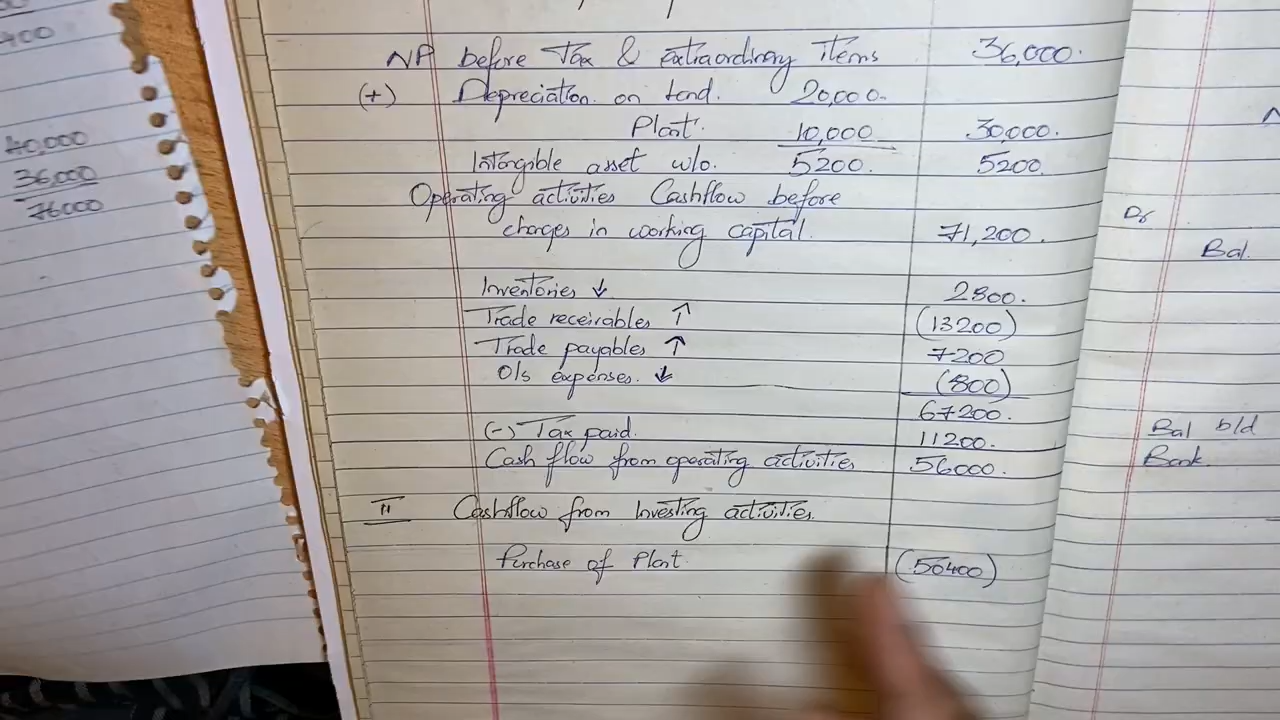 400
40,000
36,000
76000
NP before Tax & extraordinary items 36,000.
(+) Depreciation on Land. 20,000.
Plant. 10,000 30,000.
Intangible asset w/o. 5200. 5200.
Operating activities Cashflow before
changes in working capital. 71,200.
Inventories ↓ 2800.
Trade receivables ↑ (13200)
Trade payables ↑ 7200
O/s expenses. ↓ (800)
67200.
(-) Tax paid. 11200.
Cash flow from operating activities 56000.
II Cashflow from Investing activities.
Purchase of Plant. (50400)
Dr
Bal.
Bal b/d
Bank.